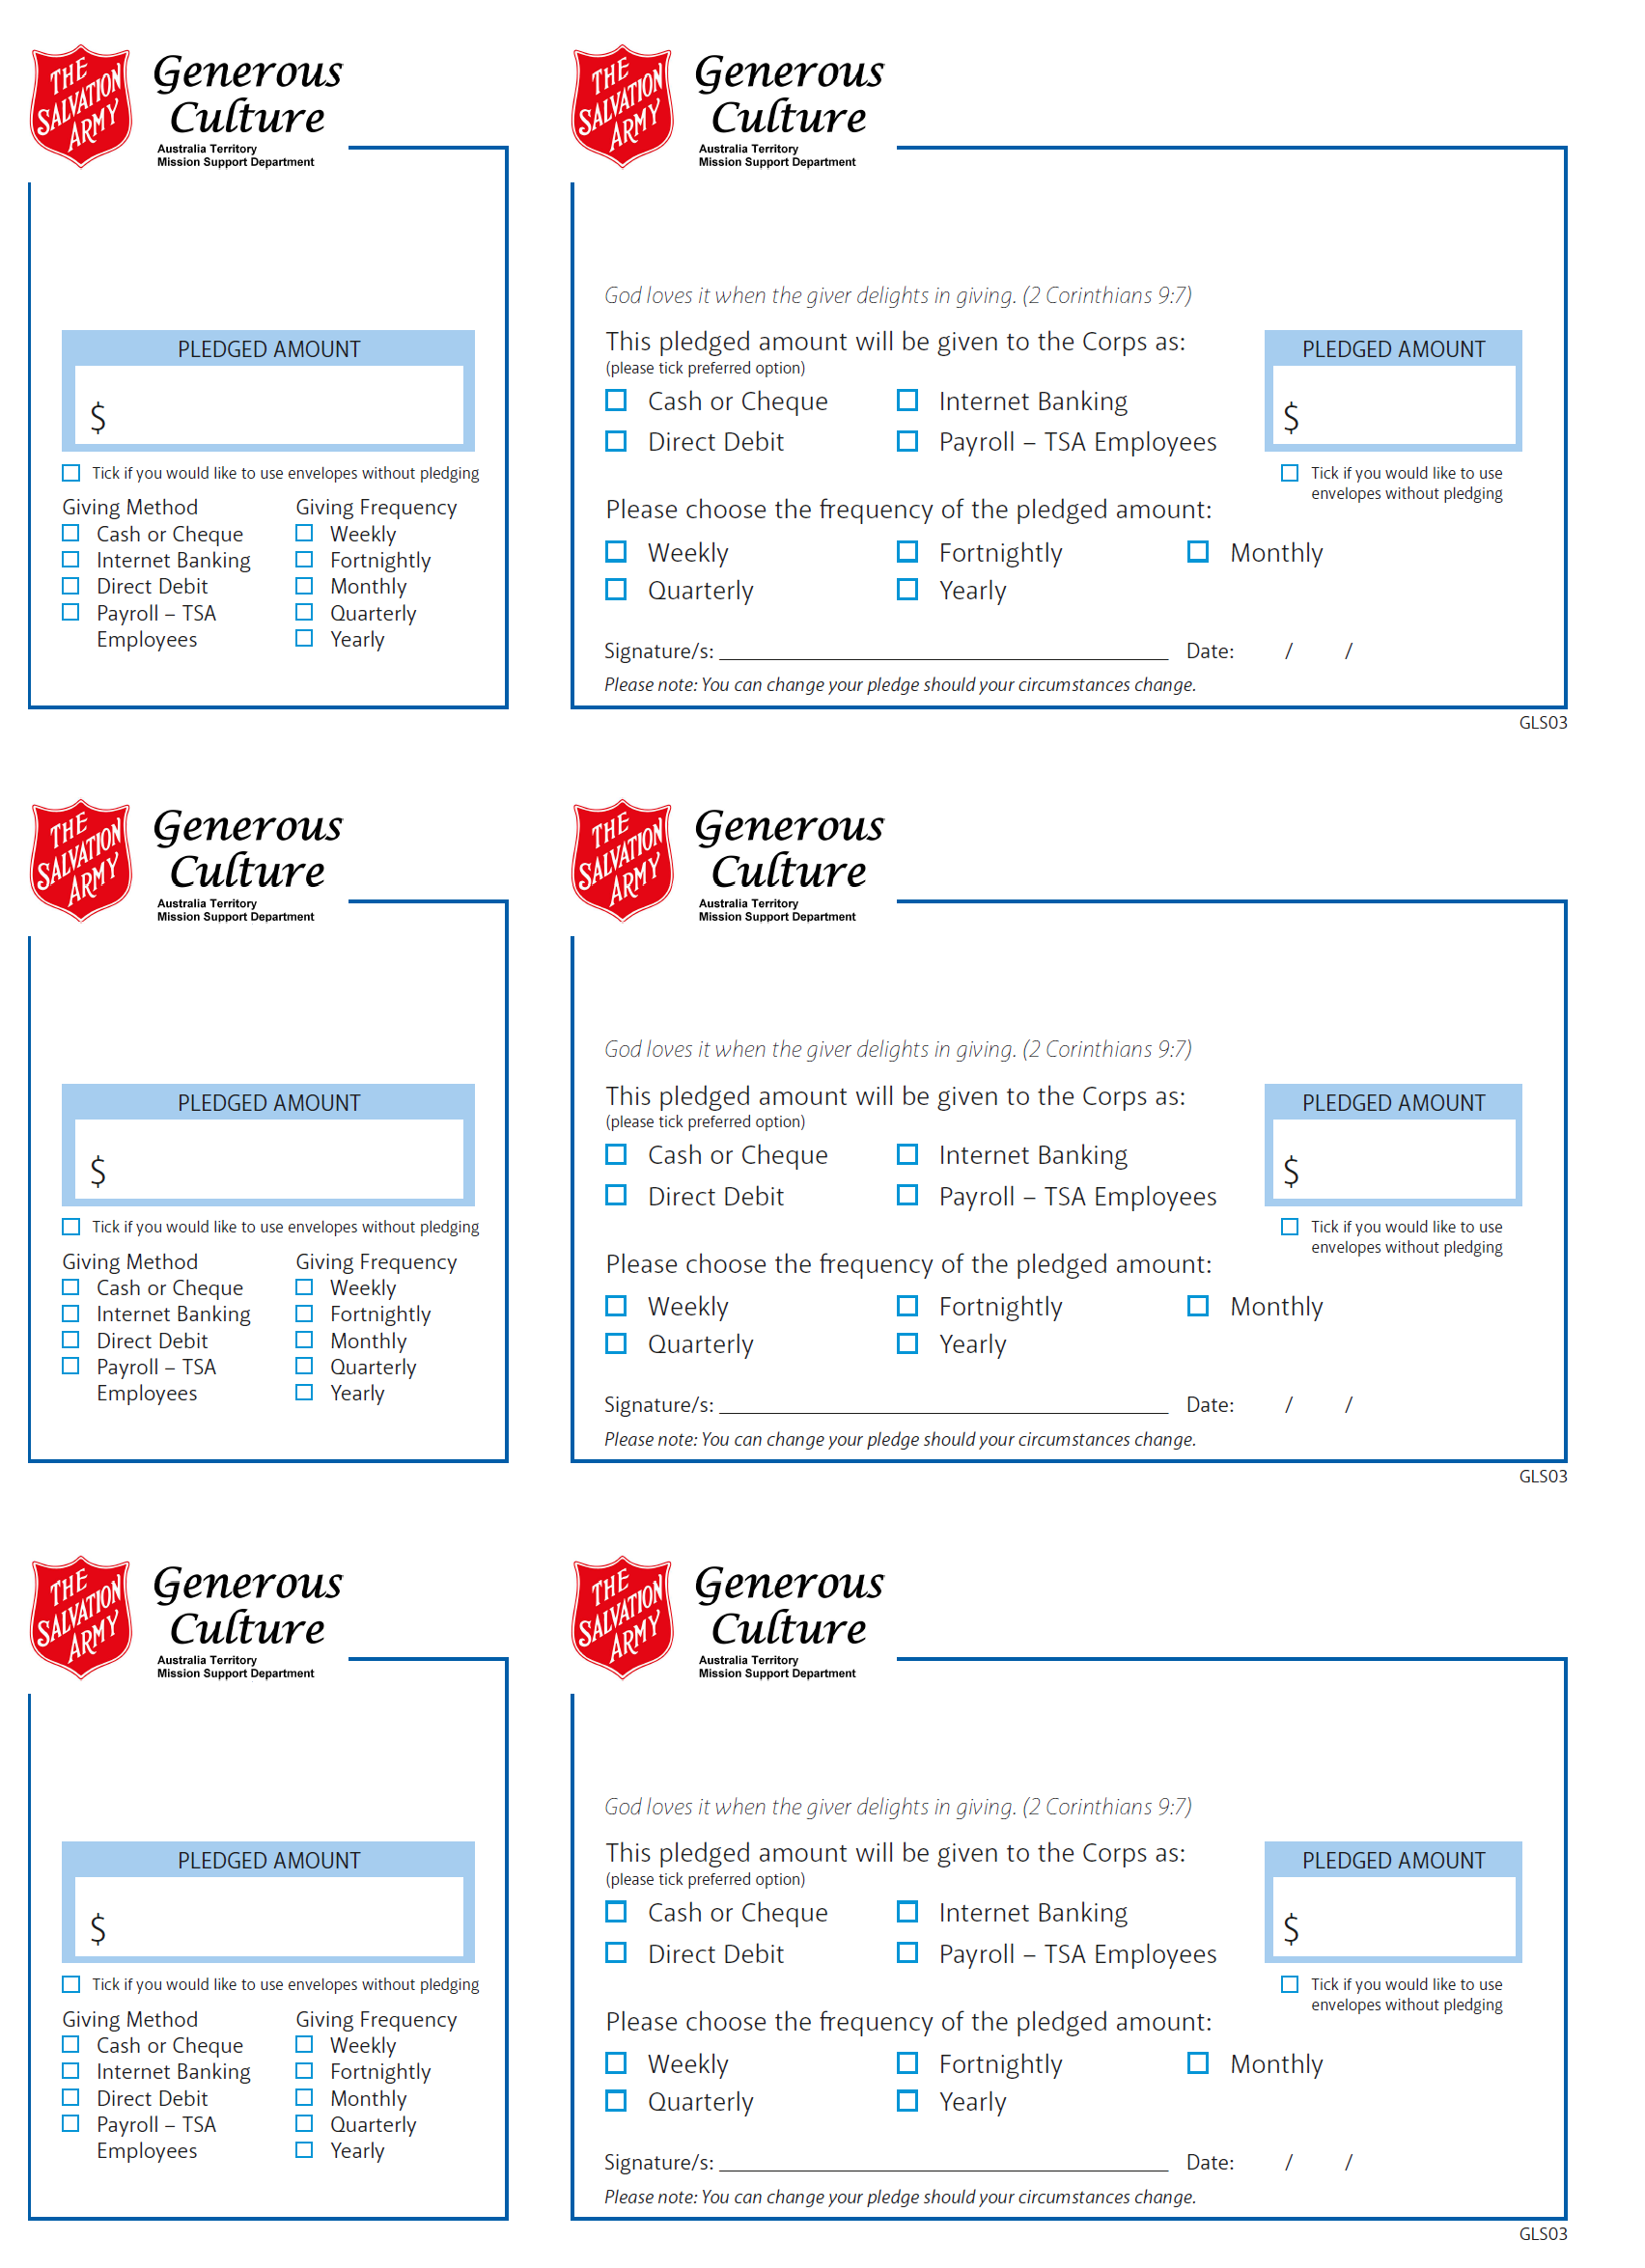 THE
SALVATION
ARMY
Generous
Culture
Australia Territory
Mission Support Department
PLEDGED AMOUNT
$
Tick if you would like to use envelopes without pledging
Giving Method
Cash or Cheque
Internet Banking
Direct Debit
Payroll – TSA
Employees
Giving Frequency
Weekly
Fortnightly
Monthly
Quarterly
Yearly
THE
SALVATION
ARMY
Generous
Culture
Australia Territory
Mission Support Department
God loves it when the giver delights in giving. (2 Corinthians 9:7)
This pledged amount will be given to the Corps as:
(please tick preferred option)
Cash or Cheque Internet Banking
Direct Debit Payroll – TSA Employees
PLEDGED AMOUNT
$
Tick if you would like to use
envelopes without pledging
Please choose the frequency of the pledged amount:
Weekly Fortnightly Monthly
Quarterly Yearly
Signature/s: Date: / /
Please note: You can change your pledge should your circumstances change.
GLS03
THE
SALVATION
ARMY
Generous
Culture
Australia Territory
Mission Support Department
PLEDGED AMOUNT
$
Tick if you would like to use envelopes without pledging
Giving Method
Cash or Cheque
Internet Banking
Direct Debit
Payroll – TSA
Employees
Giving Frequency
Weekly
Fortnightly
Monthly
Quarterly
Yearly
THE
SALVATION
ARMY
Generous
Culture
Australia Territory
Mission Support Department
God loves it when the giver delights in giving. (2 Corinthians 9:7)
This pledged amount will be given to the Corps as:
(please tick preferred option)
Cash or Cheque Internet Banking
Direct Debit Payroll – TSA Employees
PLEDGED AMOUNT
$
Tick if you would like to use
envelopes without pledging
Please choose the frequency of the pledged amount:
Weekly Fortnightly Monthly
Quarterly Yearly
Signature/s: Date: / /
Please note: You can change your pledge should your circumstances change.
GLS03
THE
SALVATION
ARMY
Generous
Culture
Australia Territory
Mission Support Department
PLEDGED AMOUNT
$
Tick if you would like to use envelopes without pledging
Giving Method
Cash or Cheque
Internet Banking
Direct Debit
Payroll – TSA
Employees
Giving Frequency
Weekly
Fortnightly
Monthly
Quarterly
Yearly
THE
SALVATION
ARMY
Generous
Culture
Australia Territory
Mission Support Department
God loves it when the giver delights in giving. (2 Corinthians 9:7)
This pledged amount will be given to the Corps as:
(please tick preferred option)
Cash or Cheque Internet Banking
Direct Debit Payroll – TSA Employees
PLEDGED AMOUNT
$
Tick if you would like to use
envelopes without pledging
Please choose the frequency of the pledged amount:
Weekly Fortnightly Monthly
Quarterly Yearly
Signature/s: Date: / /
Please note: You can change your pledge should your circumstances change.
GLS03